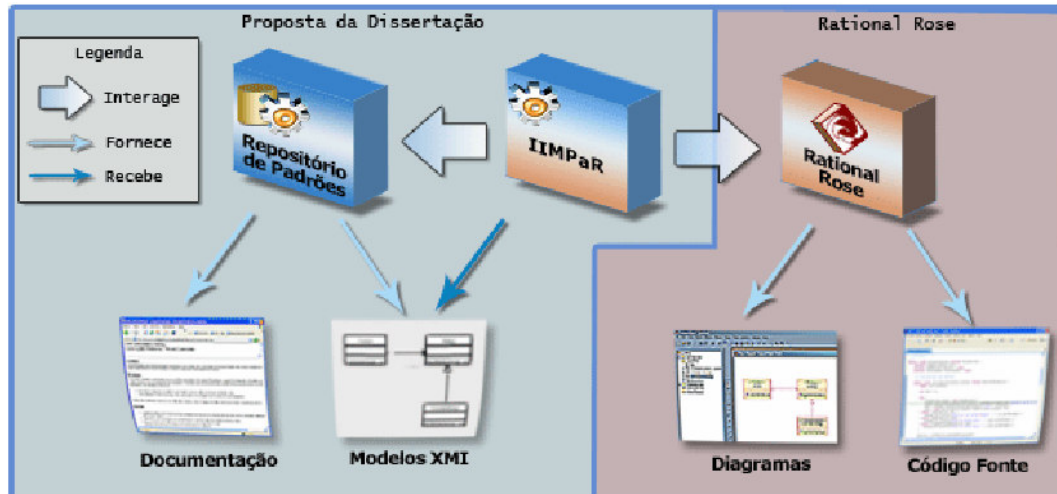 Proposta da Dissertação
Rational Rose
Legenda
Interage
Fornece
Recebe
Repositório
de Padrões
IIMPaR
Rational
Rose
Documentação
Modelos XMI
Diagramas
Código Fonte